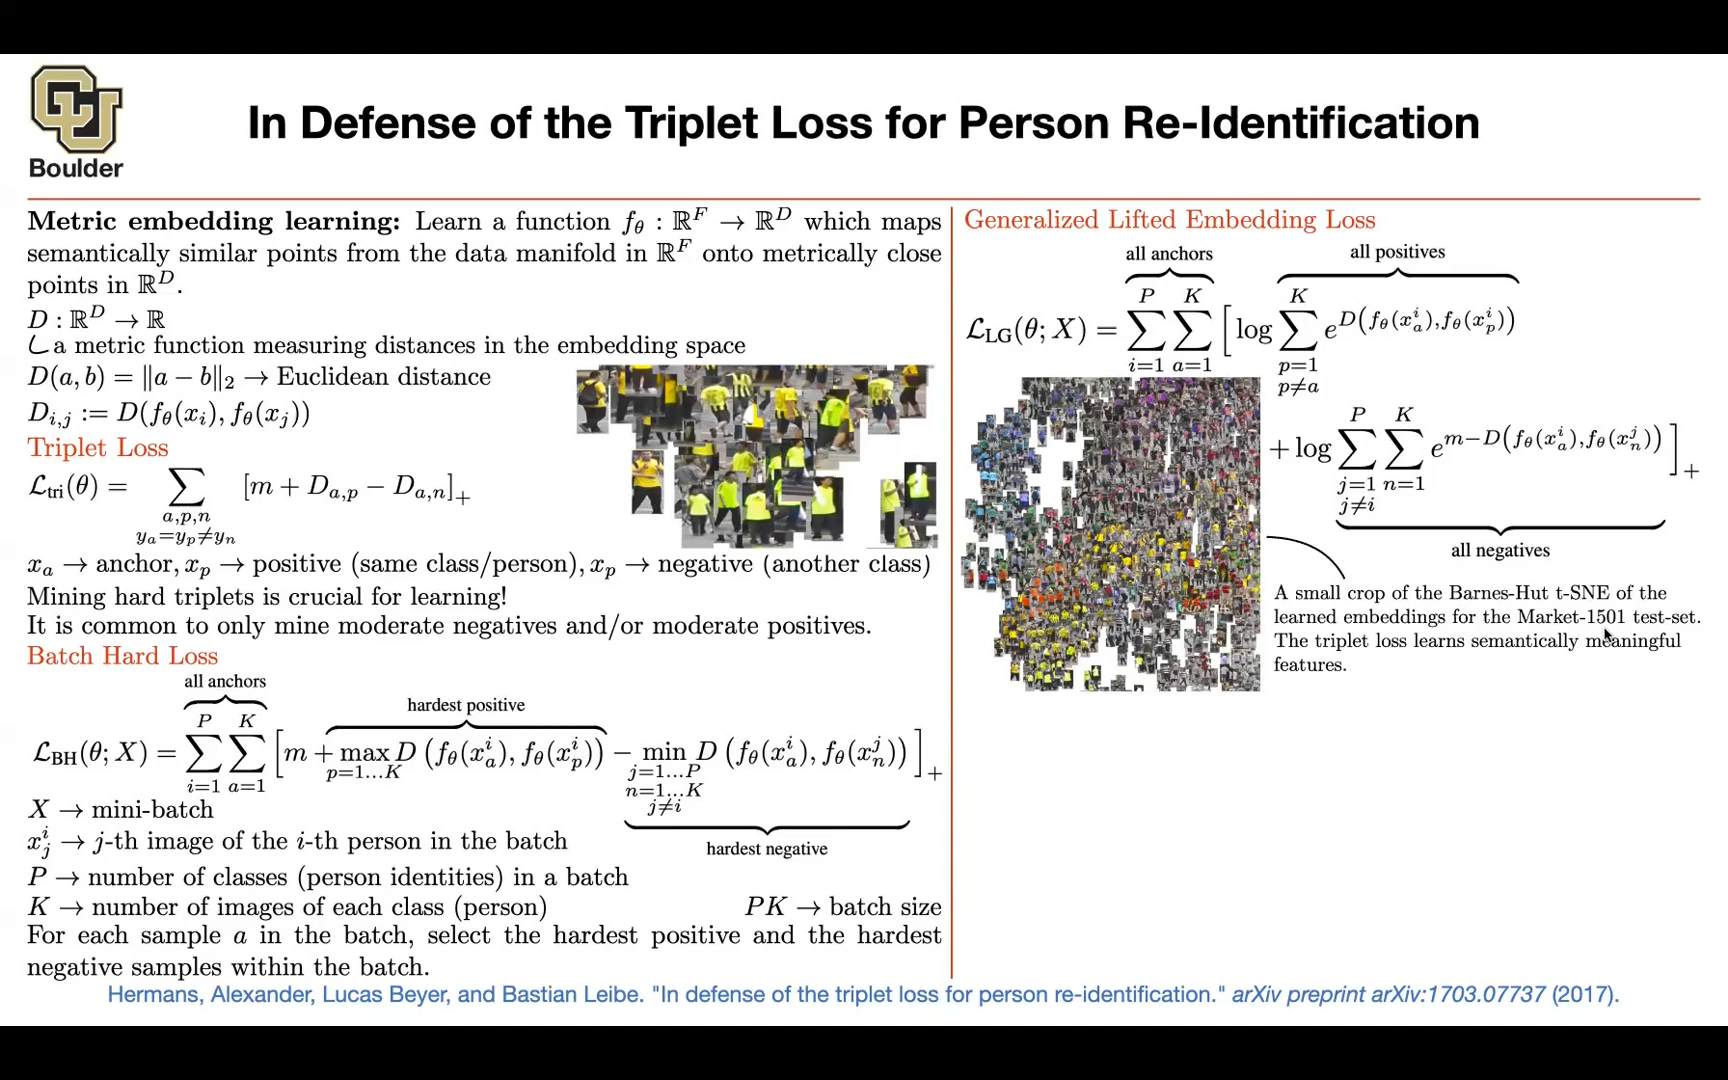 Boulder
In Defense of the Triplet Loss for Person Re-Identification
Metric embedding learning: Learn a function f_θ : ℝ^F → ℝ^D which maps
semantically similar points from the data manifold in ℝ^F onto metrically close
points in ℝ^D.
D : ℝ^D → ℝ
a metric function measuring distances in the embedding space
D(a, b) = ‖a − b‖₂ → Euclidean distance
D_{i,j} := D(f_θ(x_i), f_θ(x_j))
Triplet Loss
ℒ_tri(θ) = ∑_{a,p,n y_a=y_p≠y_n} [m + D_{a,p} − D_{a,n}]_+
x_a → anchor, x_p → positive (same class/person), x_p → negative (another class)
Mining hard triplets is crucial for learning!
It is common to only mine moderate negatives and/or moderate positives.
Batch Hard Loss
all anchors
hardest positive
ℒ_BH(θ; X) = ∑_{i=1}^P ∑_{a=1}^K [m + max_{p=1...K} D (f_θ(x_a^i), f_θ(x_p^i)) − min_{j=1...P n=1...K j≠i} D (f_θ(x_a^i), f_θ(x_n^j)) ]_+
hardest negative
X → mini-batch
x_j^i → j-th image of the i-th person in the batch
P → number of classes (person identities) in a batch
K → number of images of each class (person)
PK → batch size
For each sample a in the batch, select the hardest positive and the hardest
negative samples within the batch.
Generalized Lifted Embedding Loss
all anchors
all positives
ℒ_LG(θ; X) = ∑_{i=1}^P ∑_{a=1}^K [ log ∑_{p=1 p≠a}^K e^{D(f_θ(x_a^i), f_θ(x_p^i))}
+ log ∑_{j=1 j≠i}^P ∑_{n=1}^K e^{m−D(f_θ(x_a^i), f_θ(x_n^j))} ]_+
all negatives
A small crop of the Barnes-Hut t-SNE of the
learned embeddings for the Market-1501 test-set.
The triplet loss learns semantically meaningful
features.
Hermans, Alexander, Lucas Beyer, and Bastian Leibe. "In defense of the triplet loss for person re-identification." arXiv preprint arXiv:1703.07737 (2017).